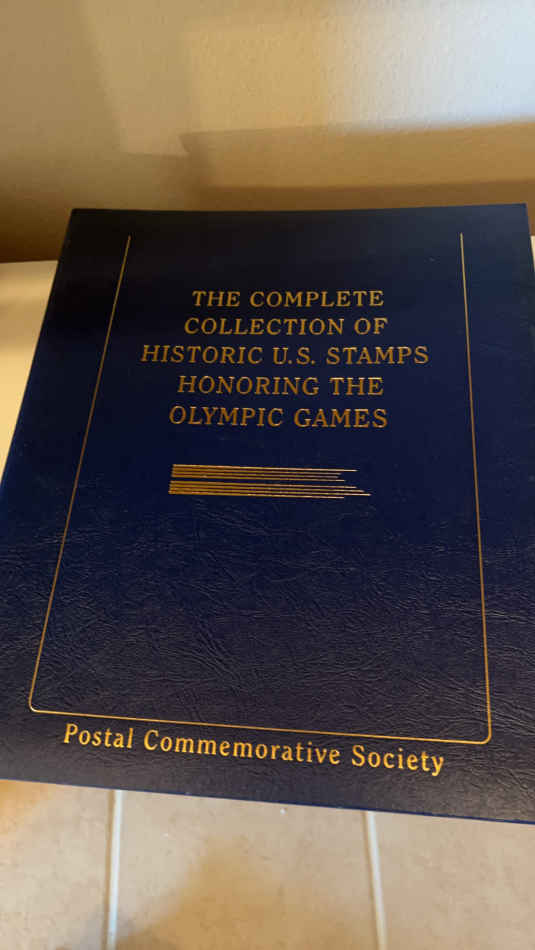 THE COMPLETE
COLLECTION OF
HISTORIC U.S. STAMPS
HONORING THE
OLYMPIC GAMES
Postal Commemorative Society